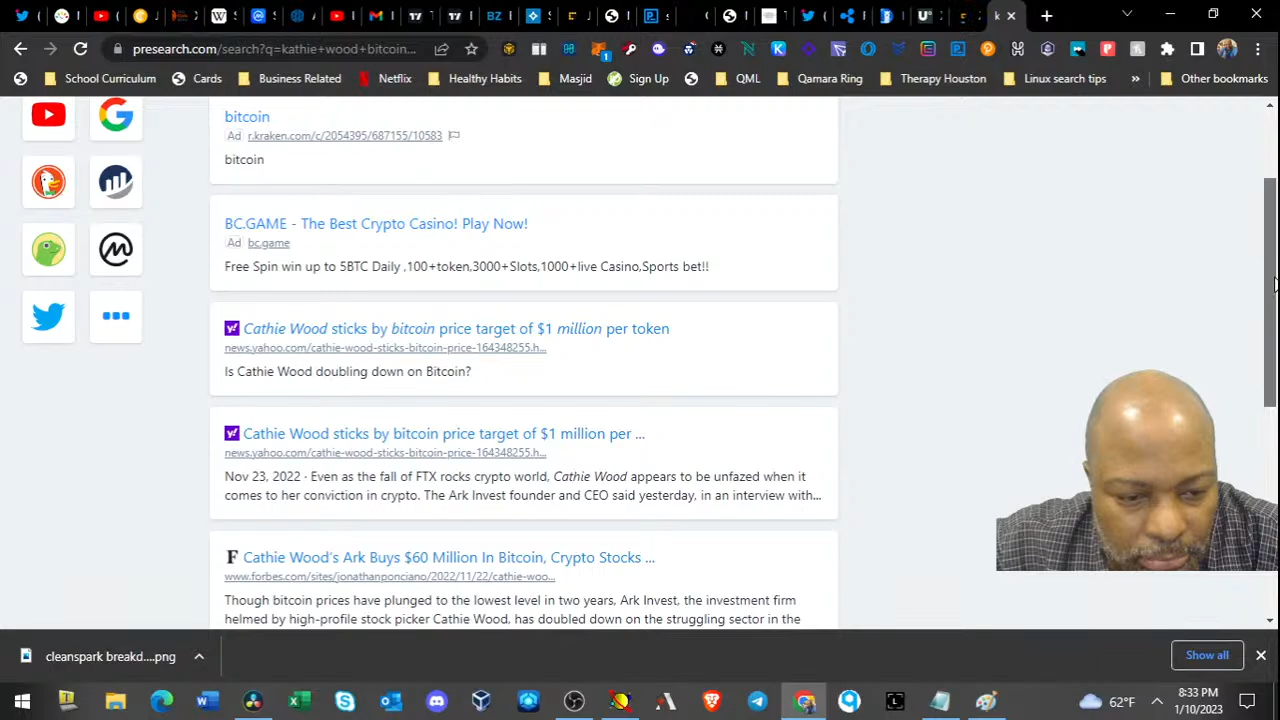 presearch.com/search?q=kathie+wood+bitcoin...
School Curriculum
Cards
Business Related
Netflix
Healthy Habits
Masjid
Sign Up
QML
Qamara Ring
Therapy Houston
Linux search tips
»
Other bookmarks
bitcoin
Ad r.kraken.com/c/2054395/687155/10583
bitcoin
BC.GAME - The Best Crypto Casino! Play Now!
Ad bc.game
Free Spin win up to 5BTC Daily ,100+token,3000+Slots,1000+live Casino,Sports bet!!
Cathie Wood sticks by bitcoin price target of $1 million per token
news.yahoo.com/cathie-wood-sticks-bitcoin-price-164348255.h...
Is Cathie Wood doubling down on Bitcoin?
Cathie Wood sticks by bitcoin price target of $1 million per ...
news.yahoo.com/cathie-wood-sticks-bitcoin-price-164348255.h...
Nov 23, 2022 - Even as the fall of FTX rocks crypto world, Cathie Wood appears to be unfazed when it
comes to her conviction in crypto. The Ark Invest founder and CEO said yesterday, in an interview with...
F Cathie Wood's Ark Buys $60 Million In Bitcoin, Crypto Stocks ...
www.forbes.com/sites/jonathanponciano/2022/11/22/cathie-woo...
Though bitcoin prices have plunged to the lowest level in two years, Ark Invest, the investment firm
helmed by high-profile stock picker Cathie Wood, has doubled down on the struggling sector in the
cleanspark breakd....png
Show all
62°F
8:33 PM
1/10/2023